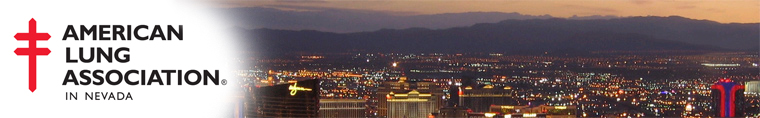 AMERICAN
LUNG
ASSOCIATION®
IN NEVADA